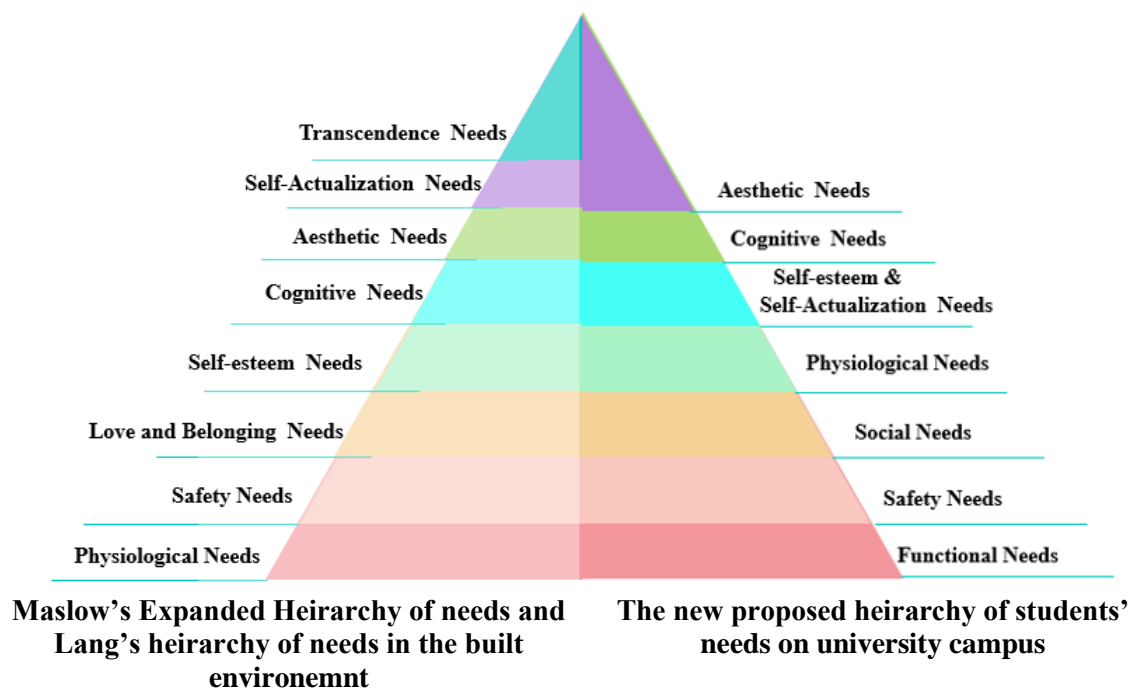 Transcendence Needs
Self-Actualization Needs
Aesthetic Needs
Cognitive Needs
Self-esteem Needs
Love and Belonging Needs
Safety Needs
Physiological Needs
Maslow’s Expanded Heirarchy of needs and
Lang’s heirarchy of needs in the built
environemnt
Aesthetic Needs
Cognitive Needs
Self-esteem &
Self-Actualization Needs
Physiological Needs
Social Needs
Safety Needs
Functional Needs
The new proposed heirarchy of students’
needs on university campus